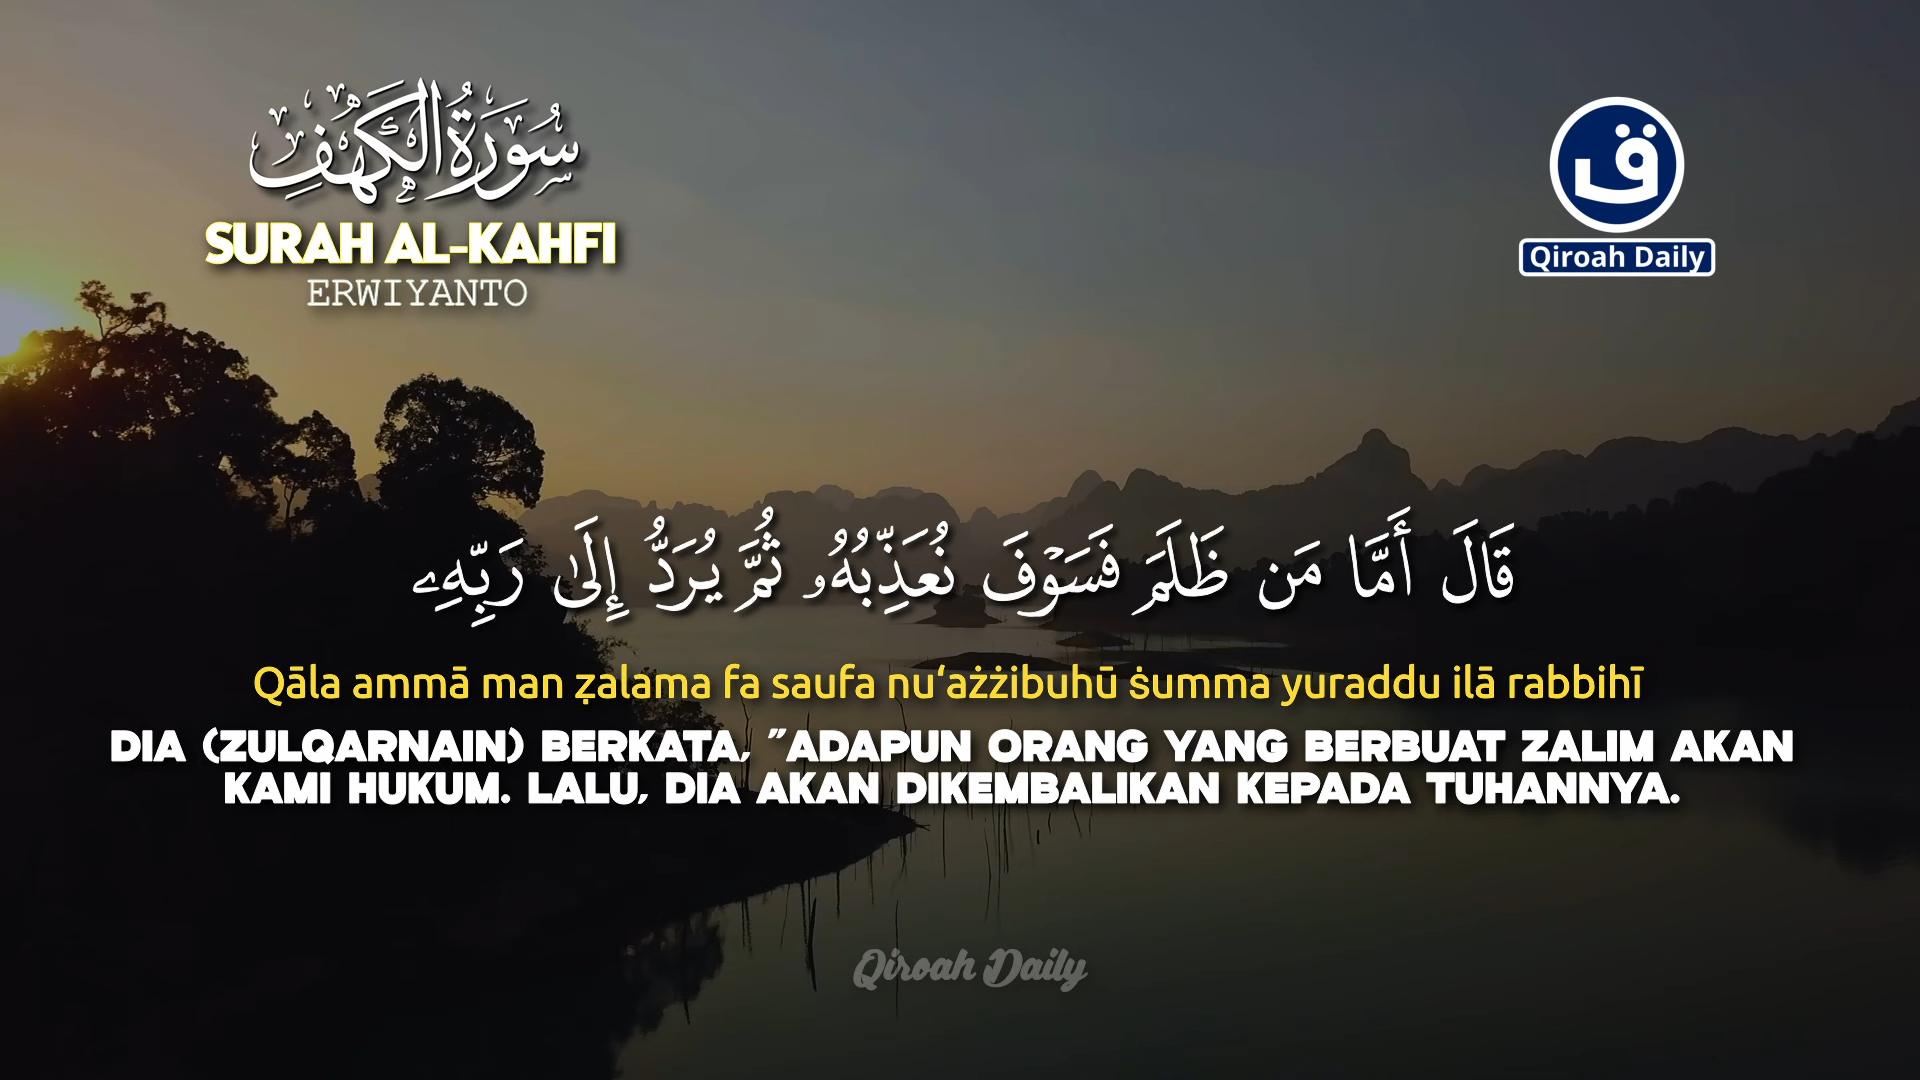 سُورَةُ الْكَهْفِ
SURAH AL-KAHFI
ERWIYANTO
ق
Qiroah Daily
قَالَ أَمَّا مَن ظَلَمَ فَسَوْفَ نُعَذِّبُهُۥ ثُمَّ يُرَدُّ إِلَىٰ رَبِّهِۦ
Qāla ammā man ẓalama fa saufa nu‘ażżibuhū ṡumma yuraddu ilā rabbihī
DIA (ZULQARNAIN) BERKATA, "ADAPUN ORANG YANG BERBUAT ZALIM AKAN
KAMI HUKUM. LALU, DIA AKAN DIKEMBALIKAN KEPADA TUHANNYA.
Qiroah Daily